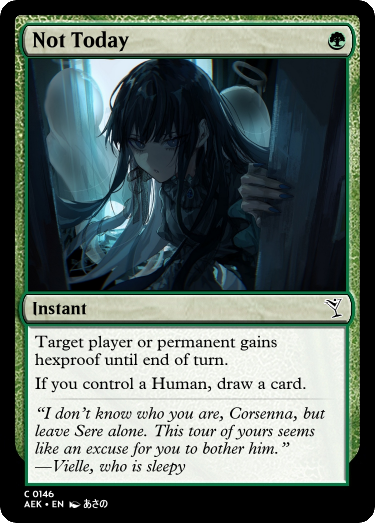 Not Today
Instant
Target player or permanent gains
hexproof until end of turn.
If you control a Human, draw a card.
“I don’t know who you are, Corsenna, but
leave Sere alone. This tour of yours seems
like an excuse for you to bother him.”
—Vielle, who is sleepy
C 0146
AEK • EN あさの